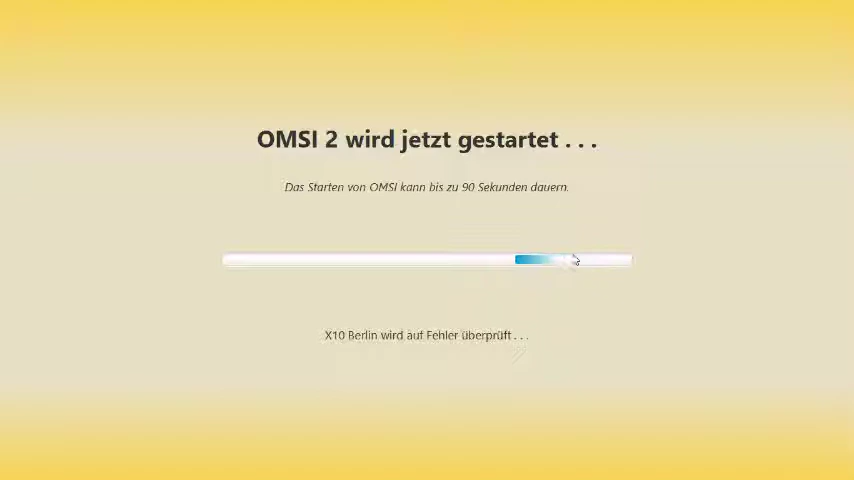 OMSI 2 wird jetzt gestartet . . .
Das Starten von OMSI kann bis zu 90 Sekunden dauern.
X10 Berlin wird auf Fehler überprüft . . .